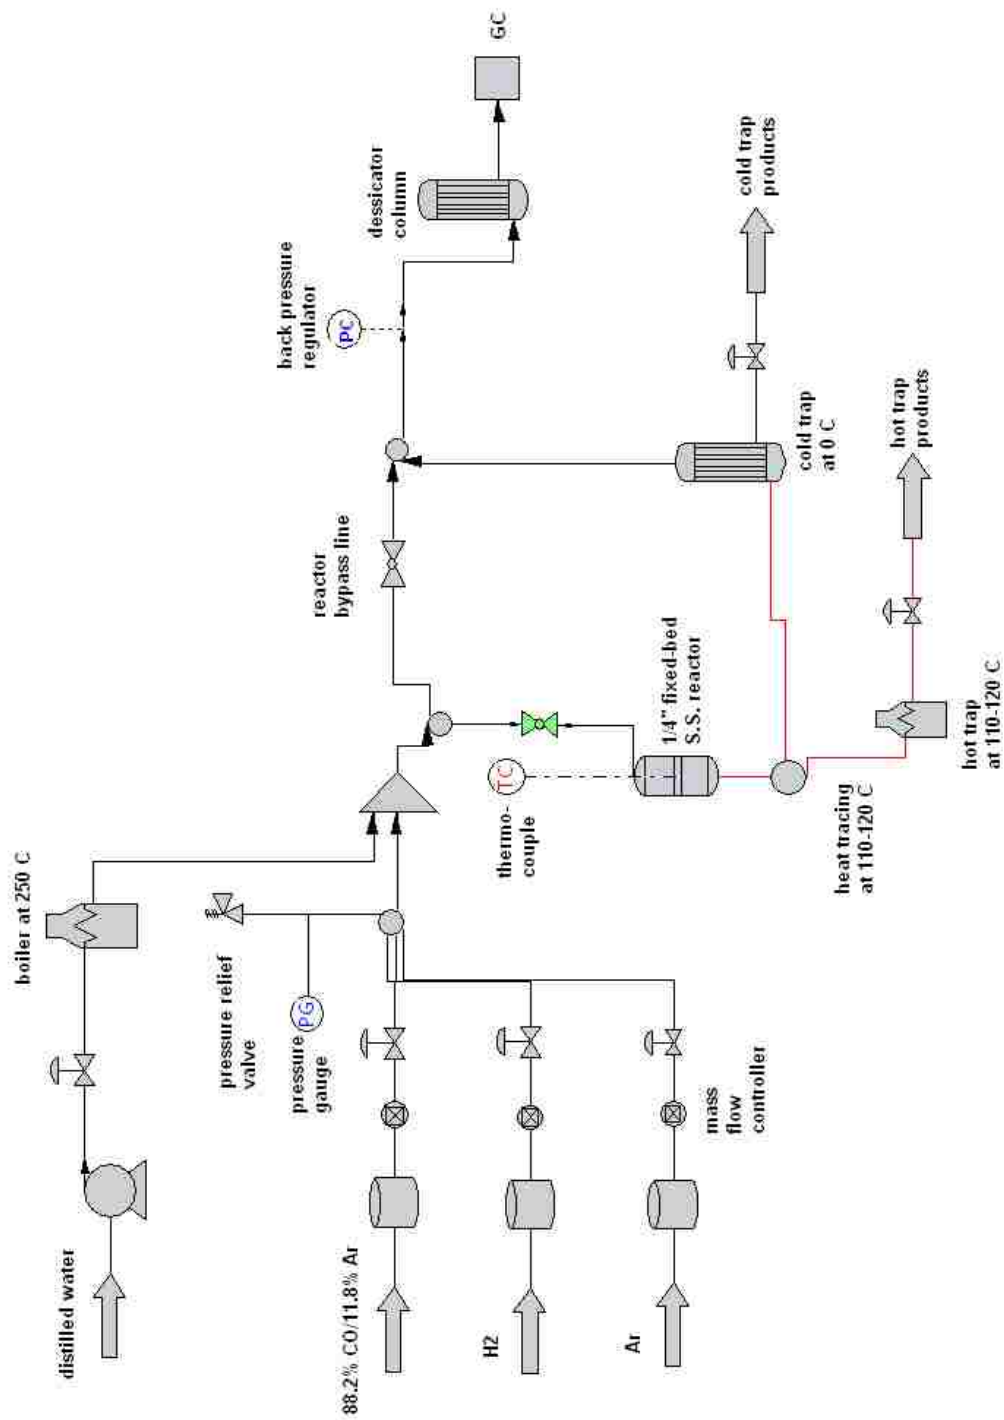 distilled water
boiler at 250 C
pressure relief
valve
pressure
gauge
PG
88.2% CO/11.8% Ar
H2
Ar
mass
flow
controller
thermo-
couple
TC
1/4" fixed-bed
S.S. reactor
heat tracing
at 110-120 C
hot trap
at 110-120 C
hot trap
products
reactor
bypass line
cold trap
at 0 C
cold trap
products
back pressure
regulator
PC
dessicator
column
GC